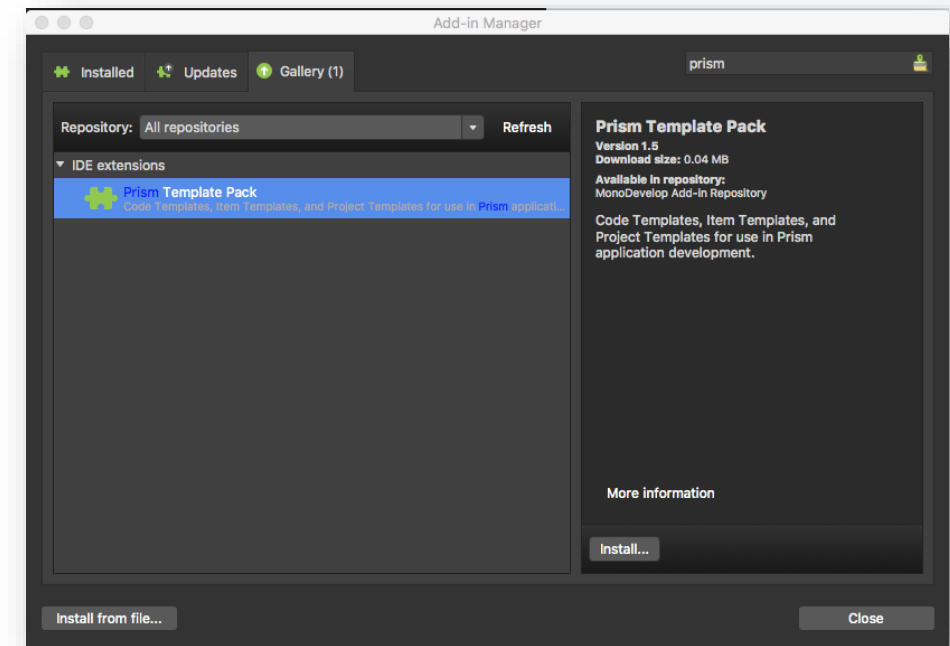 Add-in Manager
Installed
Updates
Gallery (1)
prism
Repository:
All repositories
Refresh
IDE extensions
Prism Template Pack
Code Templates, Item Templates, and Project Templates for use in Prism applicati...
Prism Template Pack
Version 1.5
Download size: 0.04 MB
Available in repository:
MonoDevelop Add-in Repository
Code Templates, Item Templates, and
Project Templates for use in Prism
application development.
More information
Install...
Install from file...
Close